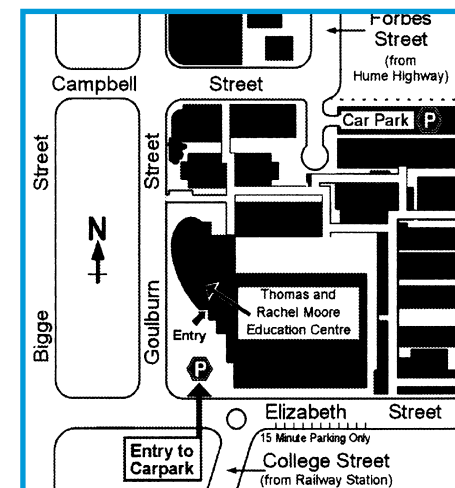 Forbes
Street
(from
Hume Highway)
Campbell Street
Car Park P
Street
Street
N
Bigge
Goulburn
Thomas and
Rachel Moore
Education Centre
Entry
P
Elizabeth Street
15 Minute Parking Only
Entry to
Carpark
College Street
(from Railway Station)